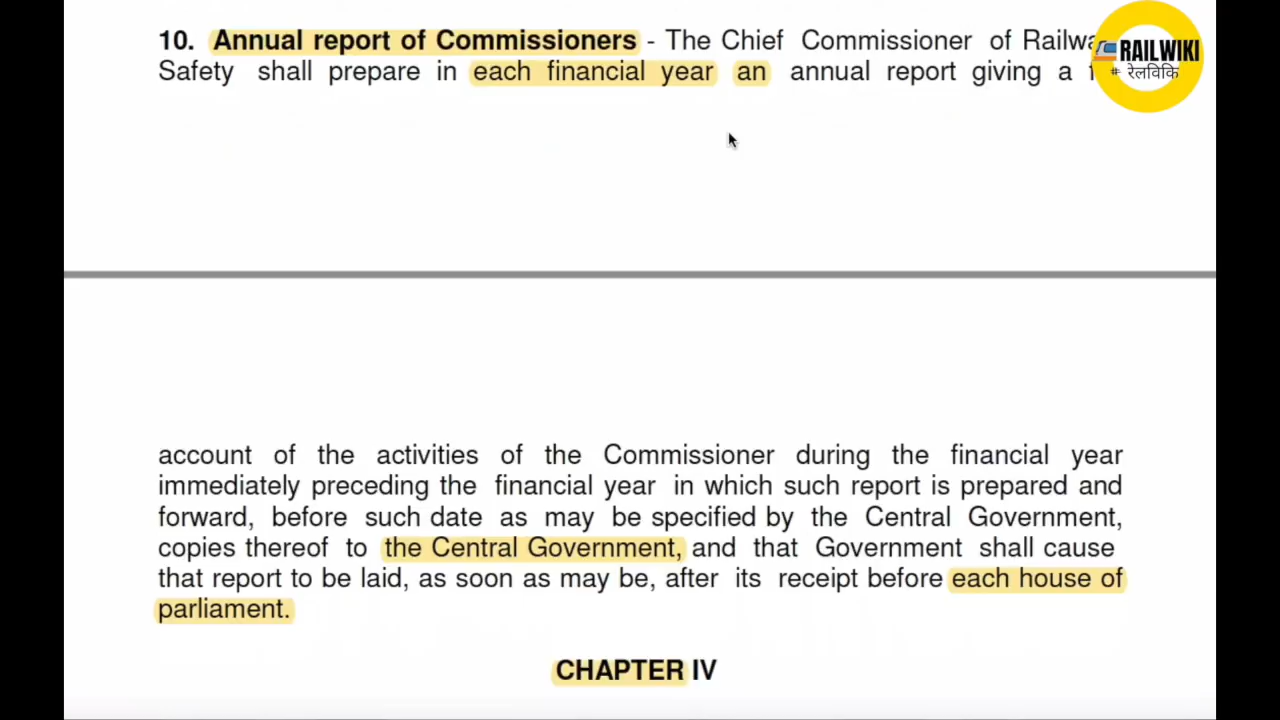 10. Annual report of Commissioners - The Chief Commissioner of
Safety shall prepare in each financial year an annual report giving a
RAILWIKI
# रेलविकि
account of the activities of the Commissioner during the financial year
immediately preceding the financial year in which such report is prepared and
forward, before such date as may be specified by the Central Government,
copies thereof to the Central Government, and that Government shall cause
that report to be laid, as soon as may be, after its receipt before each house of
parliament.
CHAPTER IV